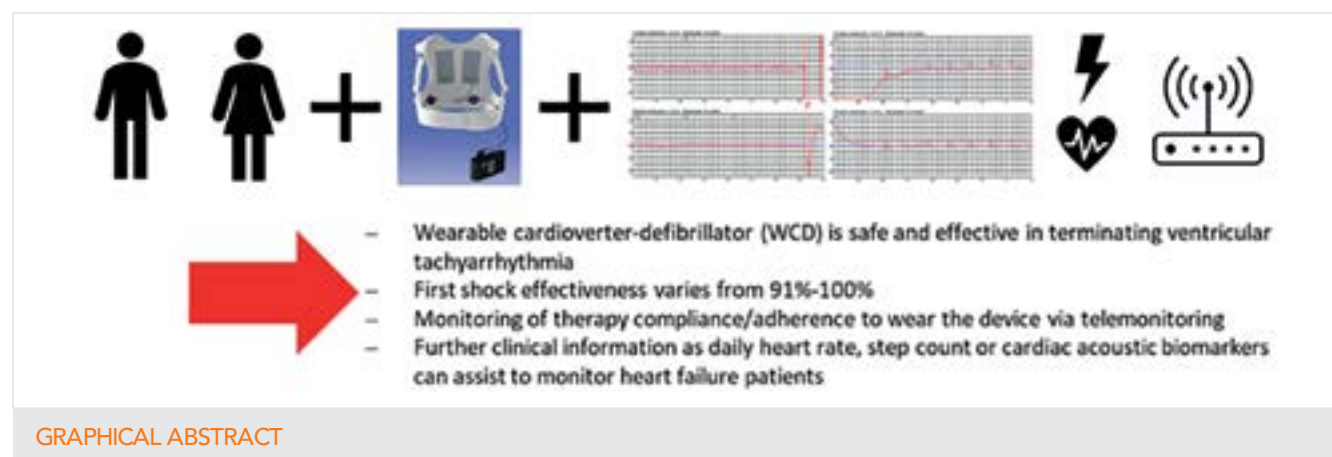 – Wearable cardioverter-defibrillator (WCD) is safe and effective in terminating ventricular
tachyarrhythmia
– First shock effectiveness varies from 91%-100%
– Monitoring of therapy compliance/adherence to wear the device via telemonitoring
– Further clinical information as daily heart rate, step count or cardiac acoustic biomarkers
can assist to monitor heart failure patients
GRAPHICAL ABSTRACT